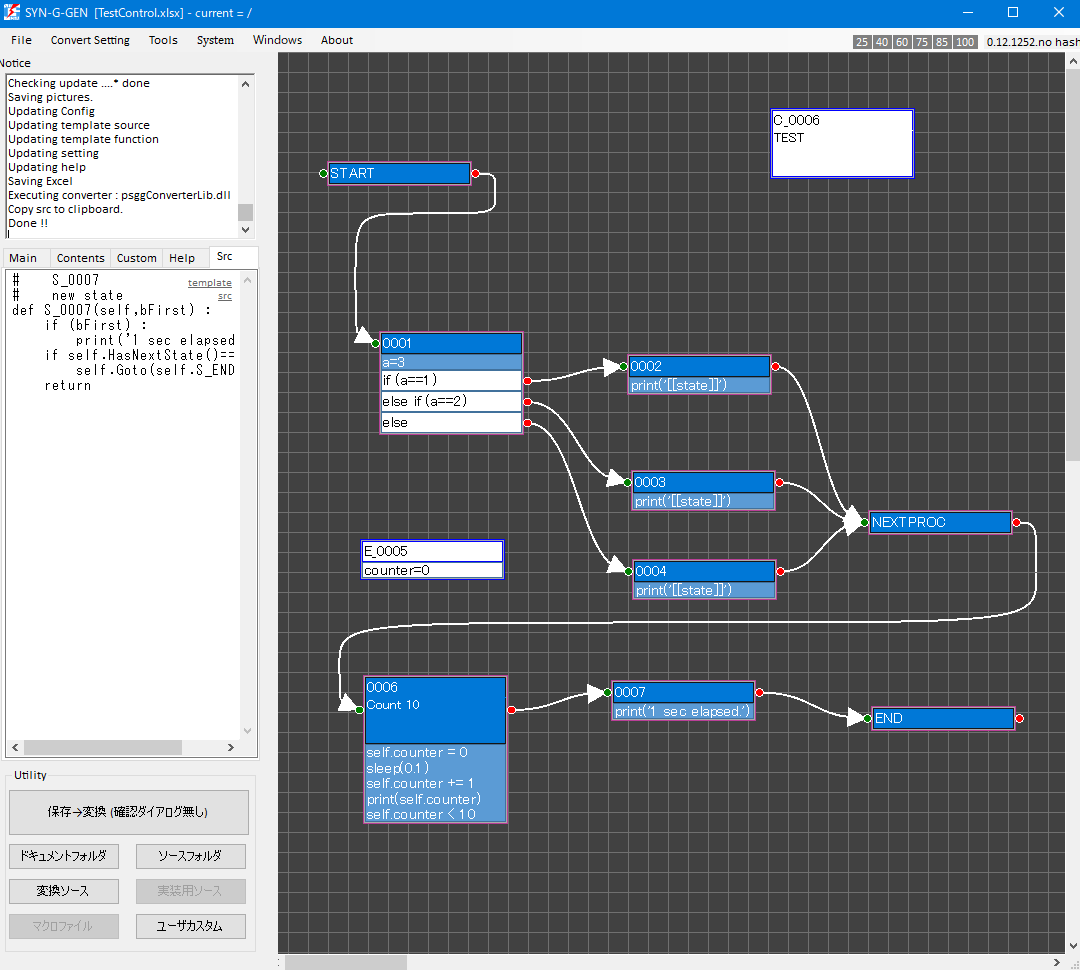 SYN-G-GEN [TestControl.xlsx] - current = /
File Convert Setting Tools System Windows About
25 40 60 75 85 100 0.12.1252.no hash
Notice
Checking update ....* done
Saving pictures.
Updating Config
Updating template source
Updating template function
Updating setting
Updating help
Saving Excel
Executing converter : psggConverterLib.dll
Copy src to clipboard.
Done !!
Main Contents Custom Help Src
template
src
# S_0007
# new state
def S_0007(self,bFirst) :
if (bFirst) :
print('1 sec elapsed
if self.HasNextState()==
self.Goto(self.S_END
return
Utility
保存→変換 (確認ダイアログ無し)
ドキュメントフォルダ ソースフォルダ
変換ソース 実装用ソース
マクロファイル ユーザカスタム
C_0006
TEST
START
0001
a=3
if (a==1)
else if (a==2)
else
0002
print('[[state]]')
0003
print('[[state]]')
0004
print('[[state]]')
NEXTPROC
E_0005
counter=0
0006
Count 10
self.counter = 0
sleep(0.1)
self.counter += 1
print(self.counter)
self.counter < 10
0007
print('1 sec elapsed.')
END